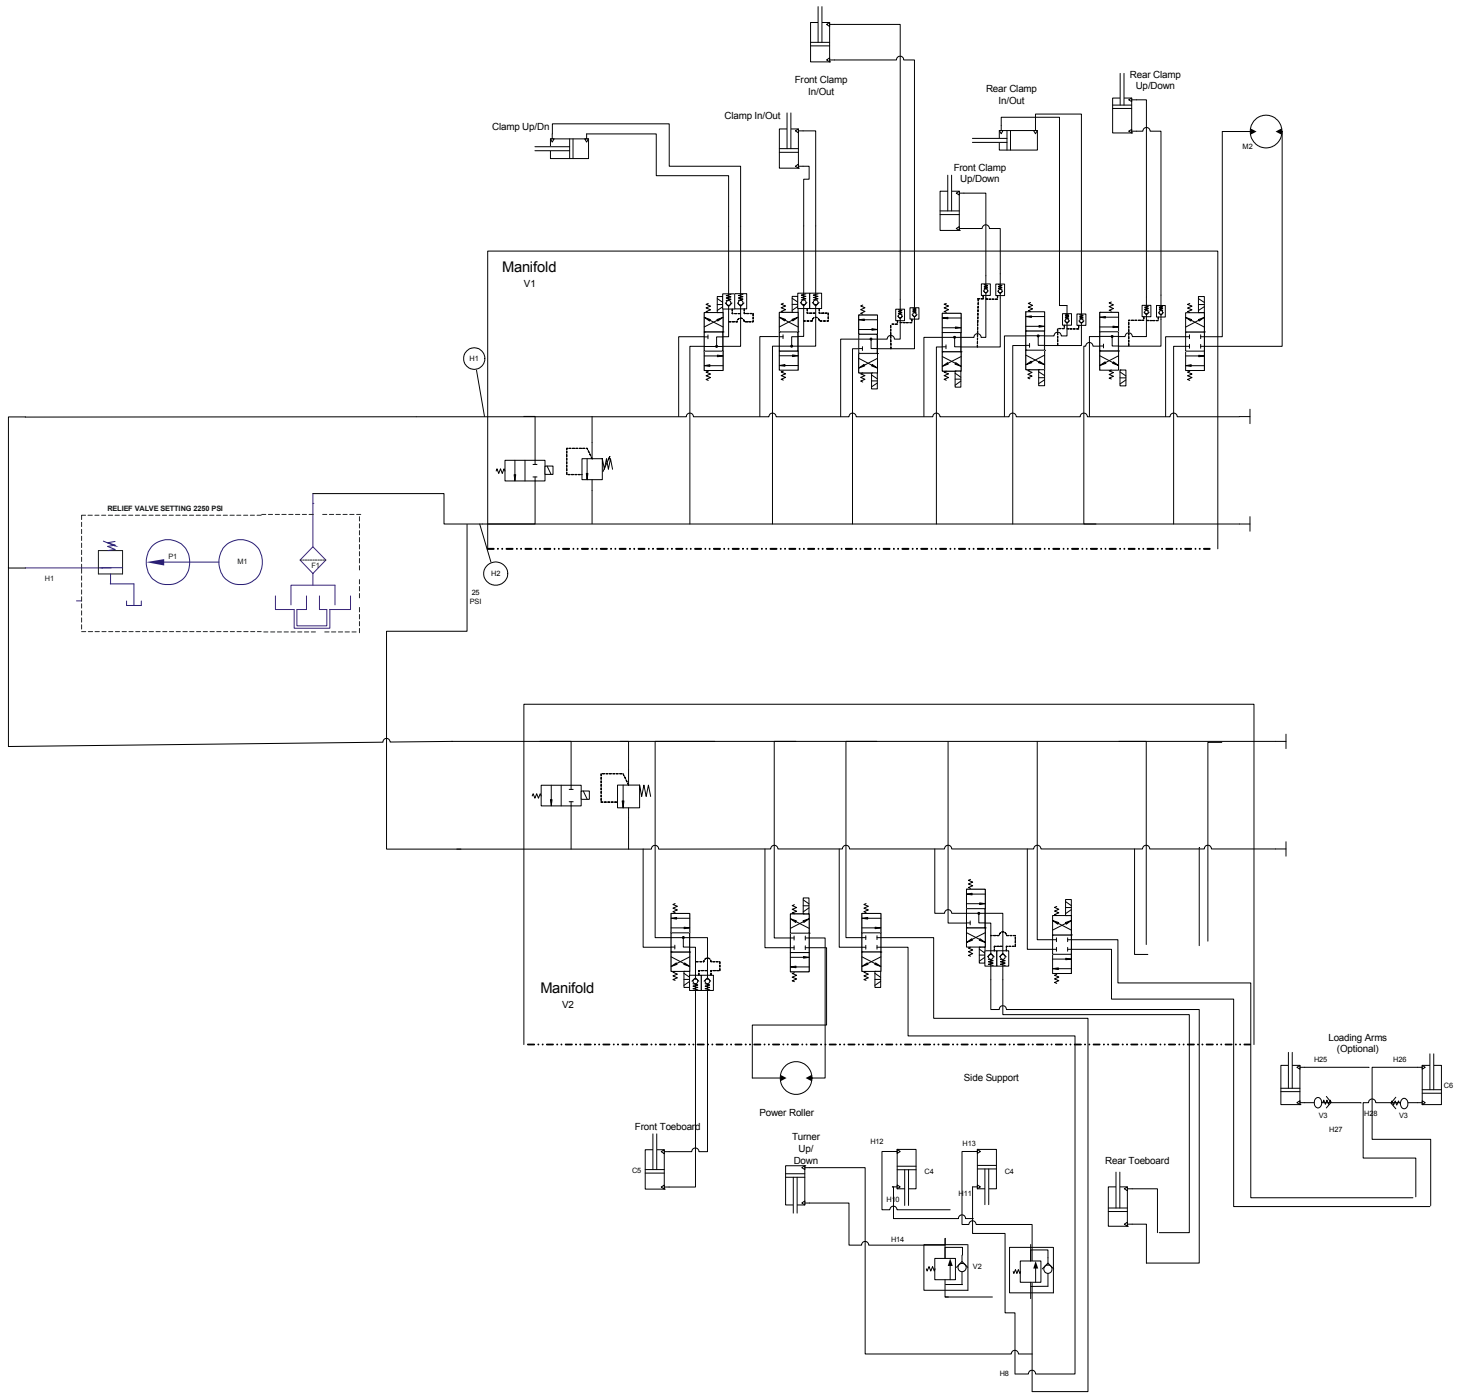 Front Clamp
In/Out
Rear Clamp
In/Out
Rear Clamp
Up/Down
Clamp Up/Dn
Clamp In/Out
M2
Front Clamp
Up/Down
Manifold
V1
H1
RELIEF VALVE SETTING 2250 PSI
P1
M1
F1
H1
H2
25
PSI
Manifold
V2
Loading Arms
(Optional)
H25
H26
C6
V3
H28
V3
H27
Side Support
Power Roller
Front Toeboard
C5
Turner
Up/
Down
H12
C4
H10
H13
C4
H11
Rear Toeboard
H14
V2
H8